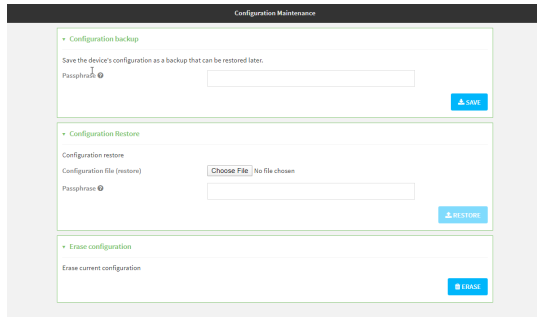 Configuration Maintenance
Configuration backup
Save the device's configuration as a backup that can be restored later.
Passphrase
SAVE
Configuration Restore
Configuration restore
Configuration file (restore) Choose File No file chosen
Passphrase
RESTORE
Erase configuration
Erase current configuration
ERASE